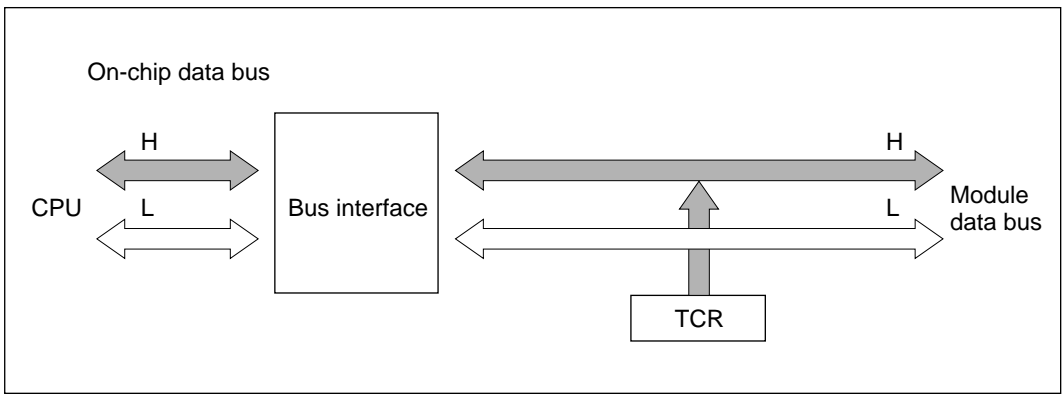 On-chip data bus
H
H
CPU
L
Bus interface
L
Module
data bus
TCR